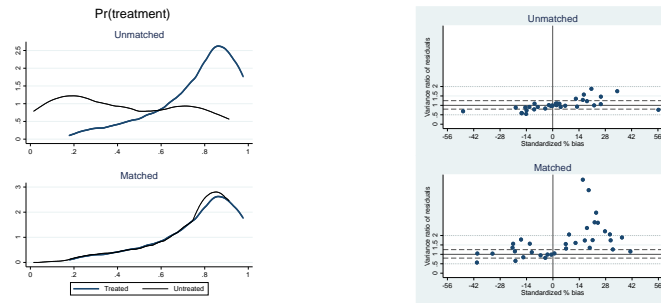 Pr(treatment)
Unmatched
0 .5 1 1.5 2 2.5
0 .2 .4 .6 .8 1
Matched
0 1 2 3
0 .2 .4 .6 .8 1
Treated Untreated
Unmatched
Variance ratio of residuals
.5 1 1.5 2
-56 -42 -28 -14 0 14 28 42 56
Standardized % bias
Matched
Variance ratio of residuals
.5 1 1.5 2
-56 -42 -28 -14 0 14 28 42 56
Standardized % bias